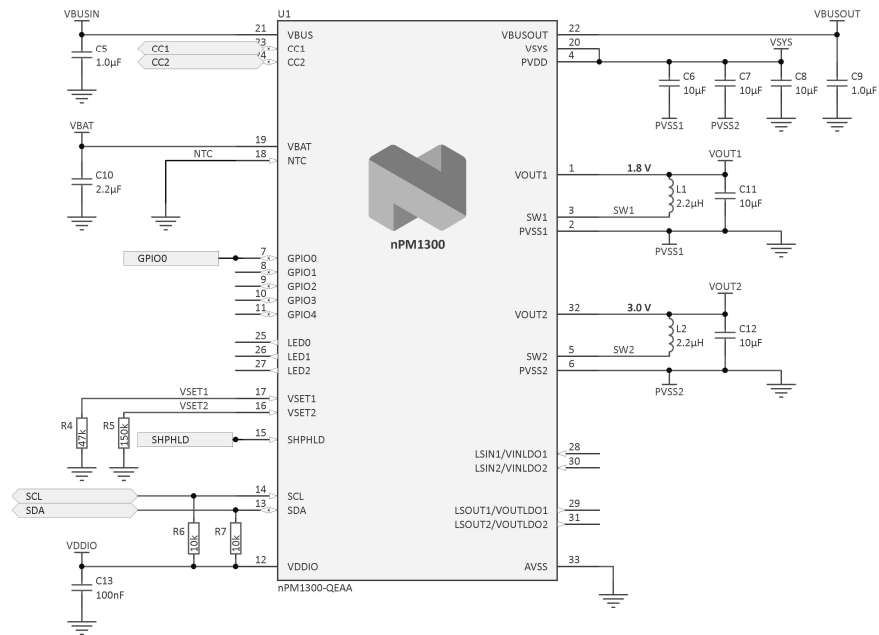 VBUSIN
U1
VBUSOUT
21 VBUS
VBUSOUT 22
23 CC1
CC1
24 CC2
CC2
VSYS 20
VSYS
PVDD 4
C5
1.0µF
C6
10µF
C7
10µF
C8
10µF
C9
1.0µF
PVSS1
PVSS2
VBAT
19 VBAT
NTC 18 NTC
C10
2.2µF
nPM1300
VOUT1
VOUT1 1 1.8 V
L1
2.2µH
C11
10µF
SW1 3 SW1
PVSS1 2
PVSS1
GPIO0 7 GPIO0
8 GPIO1
9 GPIO2
10 GPIO3
11 GPIO4
VOUT2
VOUT2 32 3.0 V
L2
2.2µH
C12
10µF
25 LED0
26 LED1
27 LED2
SW2 5 SW2
PVSS2 6
PVSS2
VSET1 17 VSET1
VSET2 16 VSET2
R4
47k
R5
150k
SHPHLD 15 SHPHLD
LSIN1/VINLDO1 28
LSIN2/VINLDO2 30
SCL 14 SCL
SDA 13 SDA
LSOUT1/VOUTLDO1 29
LSOUT2/VOUTLDO2 31
R6
10k
R7
10k
VDDIO
12 VDDIO
AVSS 33
C13
100nF
nPM1300-QEAA